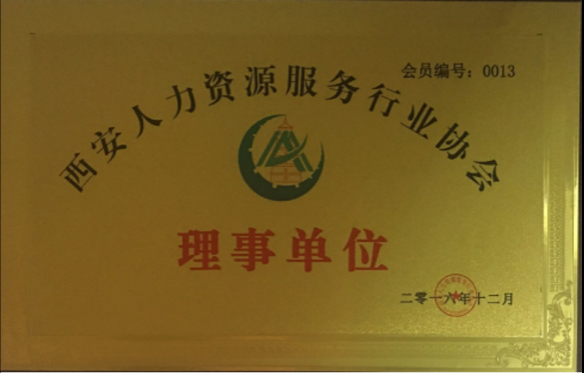 会员编号：0013
西安人力资源服务行业协会
理事单位
二零一六年十二月